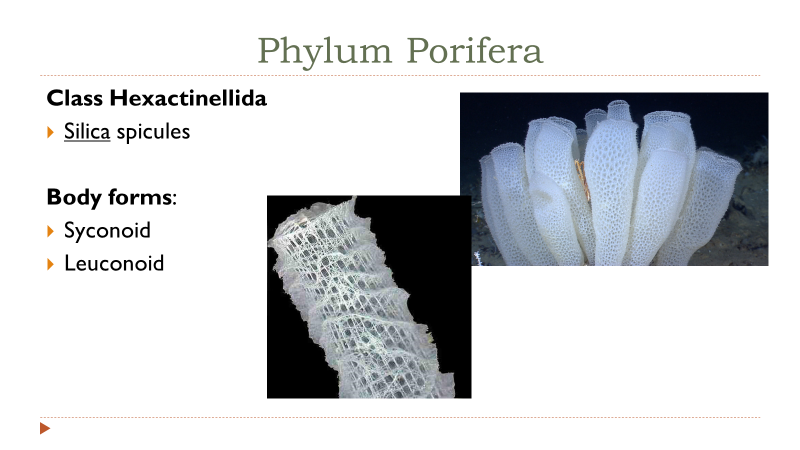 Phylum Porifera
Class Hexactinellida
Silica spicules
Body forms:
Syconoid
Leuconoid